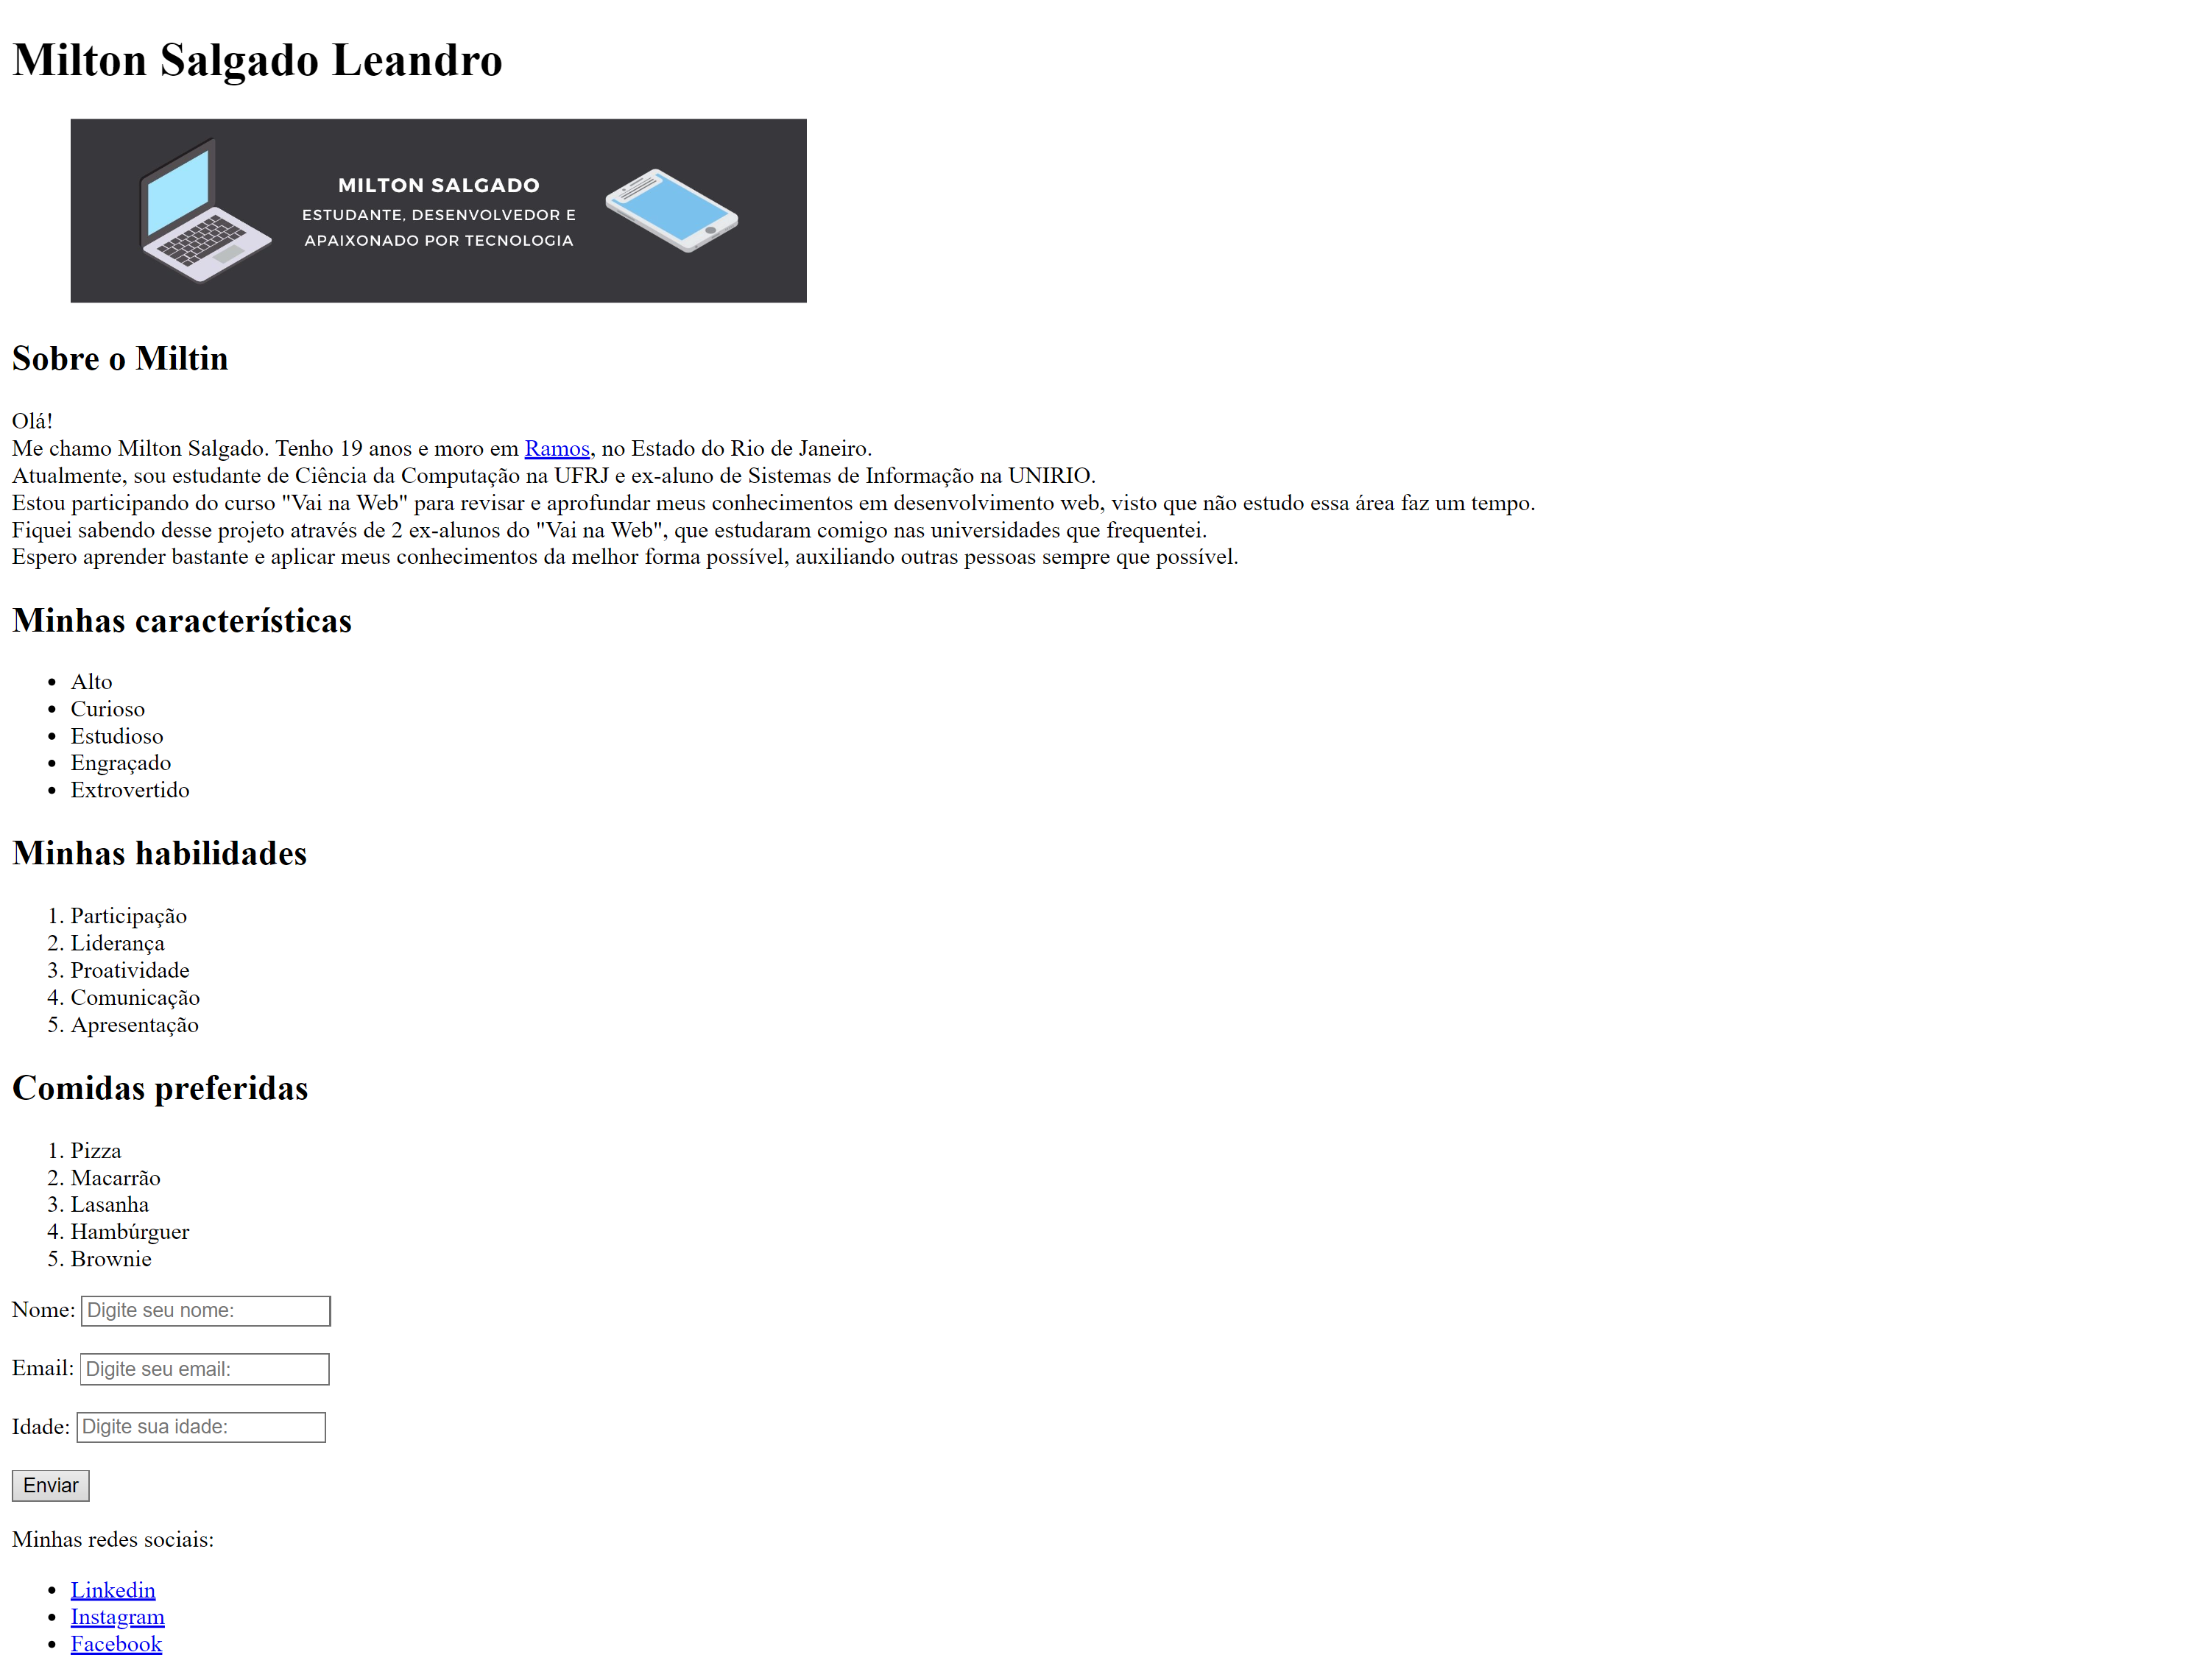 Milton Salgado Leandro
MILTON SALGADO
ESTUDANTE, DESENVOLVEDOR E
APAIXONADO POR TECNOLOGIA
Sobre o Miltin
Olá!
Me chamo Milton Salgado. Tenho 19 anos e moro em Ramos, no Estado do Rio de Janeiro.
Atualmente, sou estudante de Ciência da Computação na UFRJ e ex-aluno de Sistemas de Informação na UNIRIO.
Estou participando do curso "Vai na Web" para revisar e aprofundar meus conhecimentos em desenvolvimento web, visto que não estudo essa área faz um tempo.
Fiquei sabendo desse projeto através de 2 ex-alunos do "Vai na Web", que estudaram comigo nas universidades que frequentei.
Espero aprender bastante e aplicar meus conhecimentos da melhor forma possível, auxiliando outras pessoas sempre que possível.
Minhas características
• Alto
• Curioso
• Estudioso
• Engraçado
• Extrovertido
Minhas habilidades
1. Participação
2. Liderança
3. Proatividade
4. Comunicação
5. Apresentação
Comidas preferidas
1. Pizza
2. Macarrão
3. Lasanha
4. Hambúrguer
5. Brownie
Nome: Digite seu nome:
Email: Digite seu email:
Idade: Digite sua idade:
Enviar
Minhas redes sociais:
• Linkedin
• Instagram
• Facebook